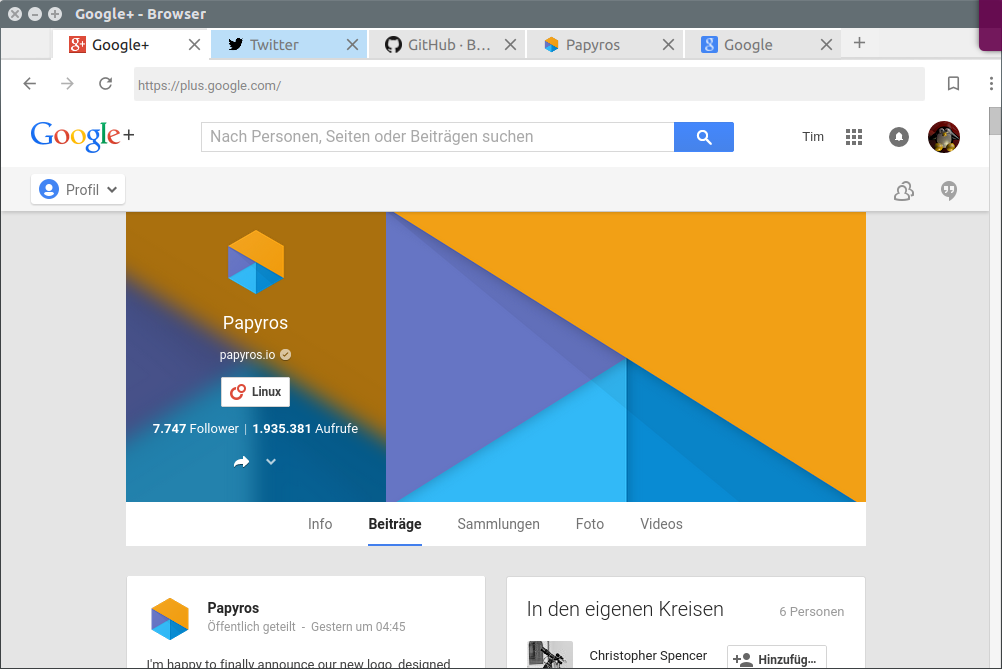 Google+ - Browser
Google+ Twitter GitHub · B... Papyros Google
https://plus.google.com/
Google+ Nach Personen, Seiten oder Beiträgen suchen Tim
Profil
Papyros
papyros.io
Linux
7.747 Follower | 1.935.381 Aufrufe
Info Beiträge Sammlungen Foto Videos
Papyros
Öffentlich geteilt - Gestern um 04:45
I'm happy to finally announce our new logo, designed
In den eigenen Kreisen 6 Personen
Christopher Spencer Hinzufüg...